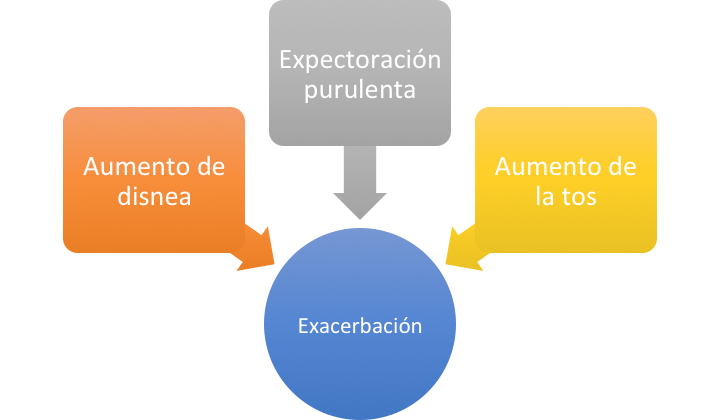 Expectoración
purulenta
Aumento de
disnea
Aumento de
la tos
Exacerbación